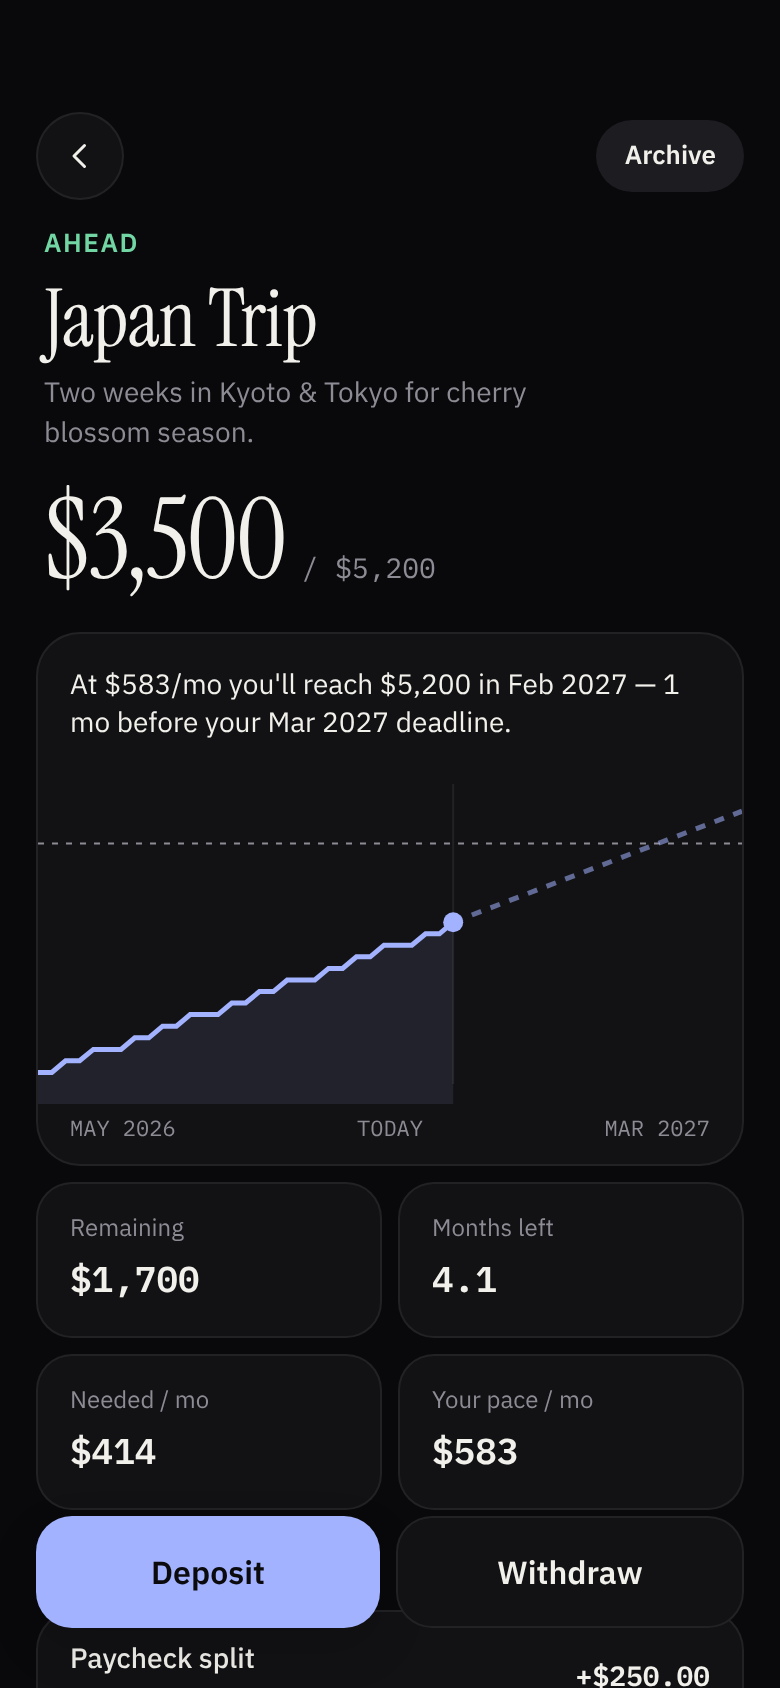 Archive
AHEAD
Japan Trip
Two weeks in Kyoto & Tokyo for cherry
blossom season.
$3,500 / $5,200
At $583/mo you'll reach $5,200 in Feb 2027 — 1
mo before your Mar 2027 deadline.
MAY 2026 TODAY MAR 2027
Remaining
$1,700
Months left
4.1
Needed / mo
$414
Your pace / mo
$583
Deposit
Withdraw
Paycheck split
+$250.00